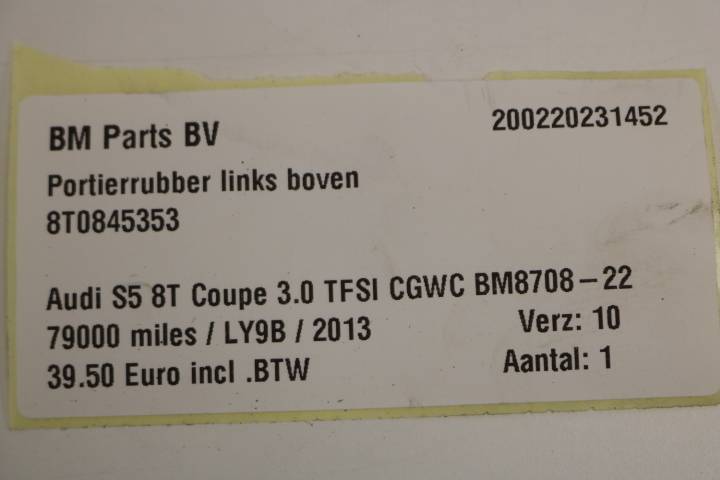 BM Parts BV 200220231452
Portierrubber links boven
8T0845353
Audi S5 8T Coupe 3.0 TFSI CGWC BM8708-22
79000 miles / LY9B / 2013 Verz: 10
39.50 Euro incl .BTW Aantal: 1